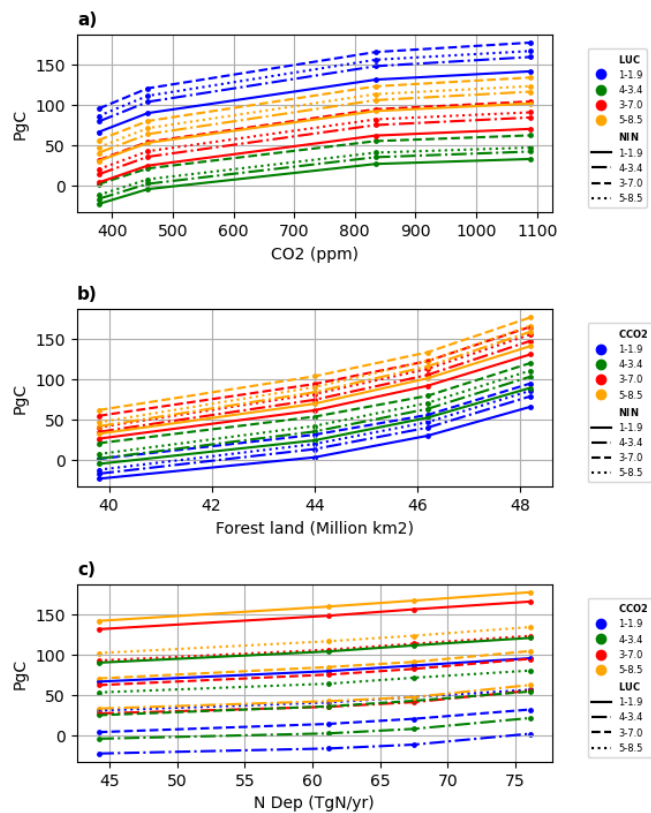 a)
150
100
50
0
PgC
400 500 600 700 800 900 1000 1100
CO2 (ppm)
LUC
1-1.9
4-3.4
3-7.0
5-8.5
NIN
1-1.9
4-3.4
3-7.0
5-8.5
b)
150
100
50
0
PgC
40 42 44 46 48
Forest land (Million km2)
CCO2
1-1.9
4-3.4
3-7.0
5-8.5
NIN
1-1.9
4-3.4
3-7.0
5-8.5
c)
150
100
50
0
PgC
45 50 55 60 65 70 75
N Dep (TgN/yr)
CCO2
1-1.9
4-3.4
3-7.0
5-8.5
LUC
1-1.9
4-3.4
3-7.0
5-8.5